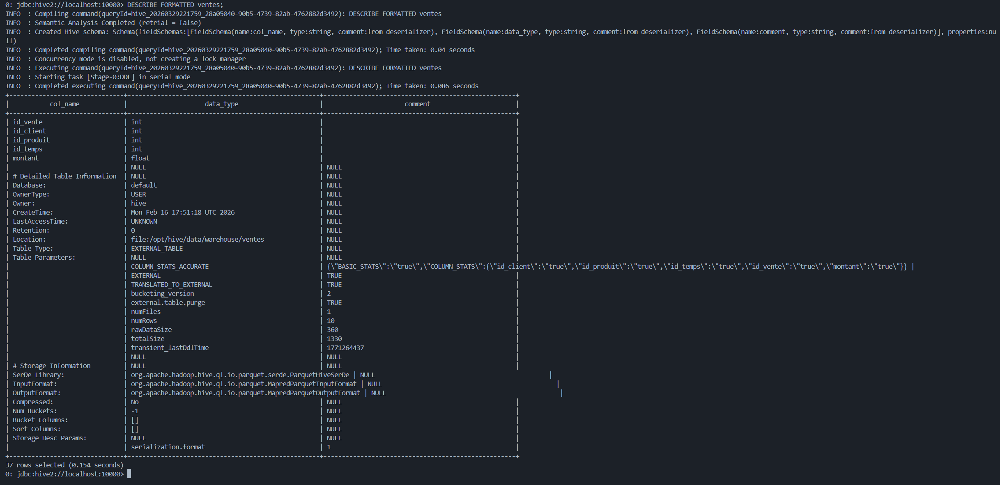 0: jdbc:hive2://localhost:10000> DESCRIBE FORMATTED ventes;
INFO  : Compiling command(queryId=hive_20260329221759_28a05040-90b5-4739-82ab-4762882d3492): DESCRIBE FORMATTED ventes
INFO  : Semantic Analysis Completed (retrial = false)
INFO  : Created Hive schema: Schema(fieldSchemas:[FieldSchema(name:col_name, type:string, comment:from deserializer), FieldSchema(name:data_type, type:string, comment:from deserializer), FieldSchema(name:comment, type:string, comment:from deserializer)], properties:nu
ll)
INFO  : Completed compiling command(queryId=hive_20260329221759_28a05040-90b5-4739-82ab-4762882d3492); Time taken: 0.04 seconds
INFO  : Concurrency mode is disabled, not creating a lock manager
INFO  : Executing command(queryId=hive_20260329221759_28a05040-90b5-4739-82ab-4762882d3492): DESCRIBE FORMATTED ventes
INFO  : Starting task [Stage-0:DDL] in serial mode
INFO  : Completed executing command(queryId=hive_20260329221759_28a05040-90b5-4739-82ab-4762882d3492); Time taken: 0.086 seconds
+-------------------------------+----------------------------------------------------+----------------------------------------------------+
| col_name | data_type | comment |
+-------------------------------+----------------------------------------------------+----------------------------------------------------+
| id_vente | int | |
| id_client | int | |
| id_produit | int | |
| id_temps | int | |
| montant | float | |
| | NULL | NULL |
| # Detailed Table Information | NULL | NULL |
| Database: | default | NULL |
| OwnerType: | USER | NULL |
| Owner: | hive | NULL |
| CreateTime: | Mon Feb 16 17:51:18 UTC 2026 | NULL |
| LastAccessTime: | UNKNOWN | NULL |
| Retention: | 0 | NULL |
| Location: | file:/opt/hive/data/warehouse/ventes | NULL |
| Table Type: | EXTERNAL_TABLE | NULL |
| Table Parameters: | NULL | NULL |
| | COLUMN_STATS_ACCURATE | {\"BASIC_STATS\":\"true\",\"COLUMN_STATS\":{\"id_client\":\"true\",\"id_produit\":\"true\",\"id_temps\":\"true\",\"id_vente\":\"true\",\"montant\":\"true\"}} |
| | EXTERNAL | TRUE |
| | TRANSLATED_TO_EXTERNAL | TRUE |
| | bucketing_version | 2 |
| | external.table.purge | TRUE |
| | numFiles | 1 |
| | numRows | 10 |
| | rawDataSize | 360 |
| | totalSize | 1330 |
| | transient_lastDdlTime | 1771264437 |
| | NULL | NULL |
| # Storage Information | NULL | NULL |
| SerDe Library: | org.apache.hadoop.hive.ql.io.parquet.serde.ParquetHiveSerDe | NULL |
| InputFormat: | org.apache.hadoop.hive.ql.io.parquet.MapredParquetInputFormat | NULL |
| OutputFormat: | org.apache.hadoop.hive.ql.io.parquet.MapredParquetOutputFormat | NULL |
| Compressed: | No | NULL |
| Num Buckets: | -1 | NULL |
| Bucket Columns: | [] | NULL |
| Sort Columns: | [] | NULL |
| Storage Desc Params: | NULL | NULL |
| | serialization.format | 1 |
+-------------------------------+----------------------------------------------------+----------------------------------------------------+
37 rows selected (0.154 seconds)
0: jdbc:hive2://localhost:10000>